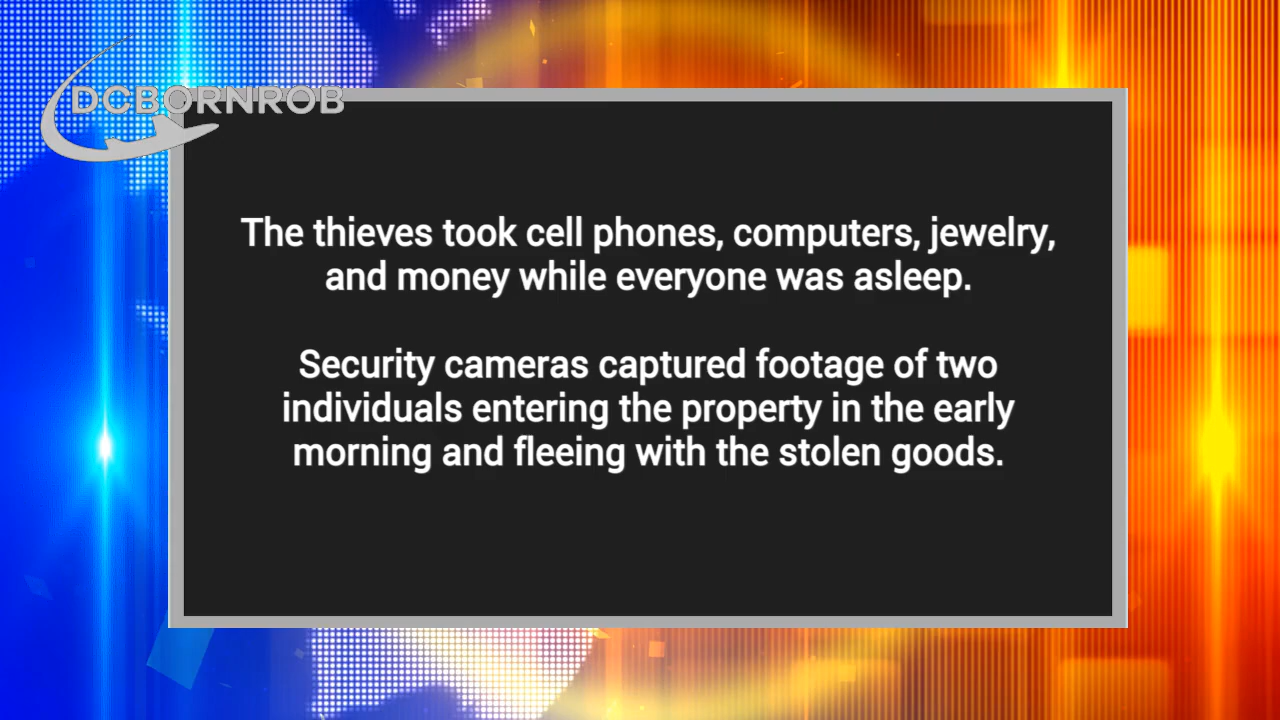 DCBORNROB
The thieves took cell phones, computers, jewelry,
and money while everyone was asleep.
Security cameras captured footage of two
individuals entering the property in the early
morning and fleeing with the stolen goods.